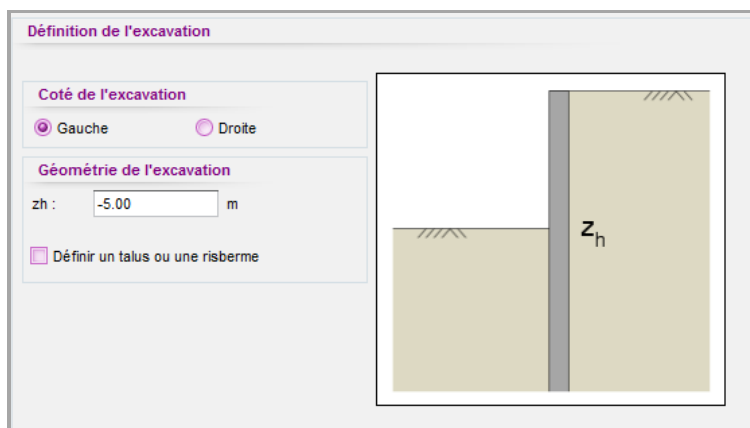 Définition de l'excavation
Coté de l'excavation
Gauche Droite
Géométrie de l'excavation
zh : -5.00 m
Définir un talus ou une risberme
zh